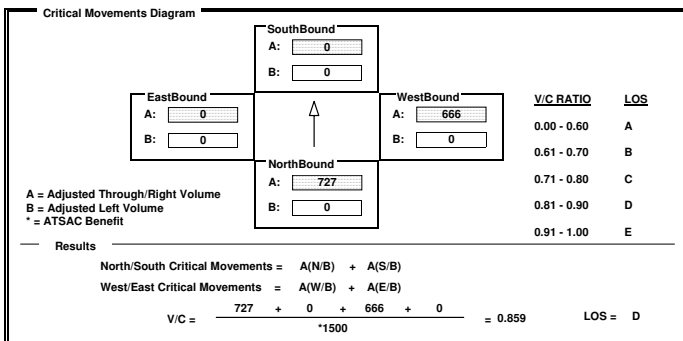 Critical Movements Diagram
SouthBound
A: 0
B: 0
EastBound
A: 0
B: 0
WestBound
A: 666
B: 0
NorthBound
A: 727
B: 0
V/C RATIO LOS
0.00 - 0.60 A
0.61 - 0.70 B
0.71 - 0.80 C
0.81 - 0.90 D
0.91 - 1.00 E
A = Adjusted Through/Right Volume
B = Adjusted Left Volume
* = ATSAC Benefit
Results
North/South Critical Movements = A(N/B) + A(S/B)
West/East Critical Movements = A(W/B) + A(E/B)
V/C = 727 + 0 + 666 + 0 = 0.859 LOS = D
*1500